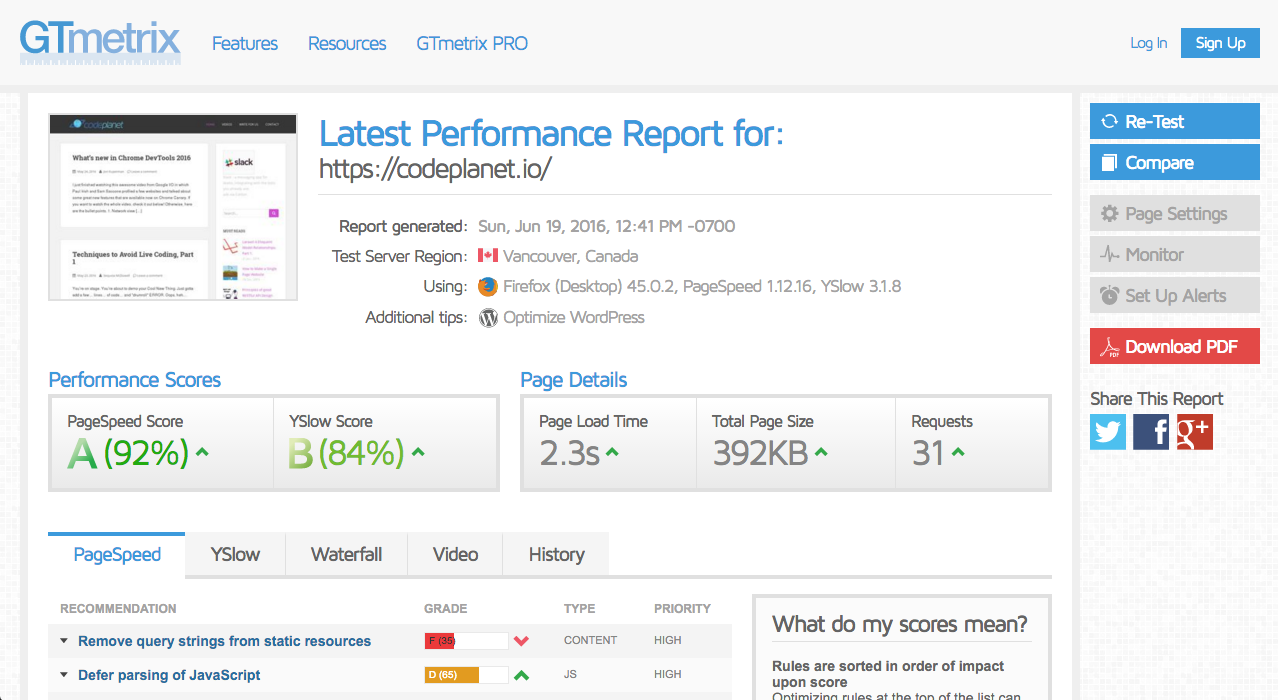 GTmetrix
Features Resources GTmetrix PRO
Log In Sign Up
codeplanet
What's new in Chrome DevTools 2016
slack
Techniques to Avoid Live Coding, Part 1
Latest Performance Report for:
https://codeplanet.io/
Report generated: Sun, Jun 19, 2016, 12:41 PM -0700
Test Server Region: Vancouver, Canada
Using: Firefox (Desktop) 45.0.2, PageSpeed 1.12.16, YSlow 3.1.8
Additional tips: Optimize WordPress
Re-Test
Compare
Page Settings
Monitor
Set Up Alerts
Download PDF
Share This Report
Performance Scores
PageSpeed Score YSlow Score
A (92%) B (84%)
Page Details
Page Load Time Total Page Size Requests
2.3s 392KB 31
PageSpeed YSlow Waterfall Video History
RECOMMENDATION GRADE TYPE PRIORITY
Remove query strings from static resources F (35) CONTENT HIGH
Defer parsing of JavaScript D (65) JS HIGH
What do my scores mean?
Rules are sorted in order of impact
upon score
Optimizing rules at the top of the list can